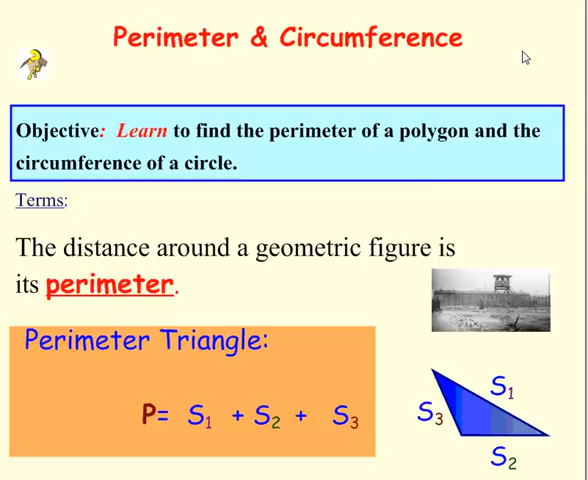 Perimeter & Circumference
Objective: Learn to find the perimeter of a polygon and the
circumference of a circle.
Terms:
The distance around a geometric figure is
its perimeter.
Perimeter Triangle:
P= S₁ + S₂ + S₃
S₁
S₃
S₂